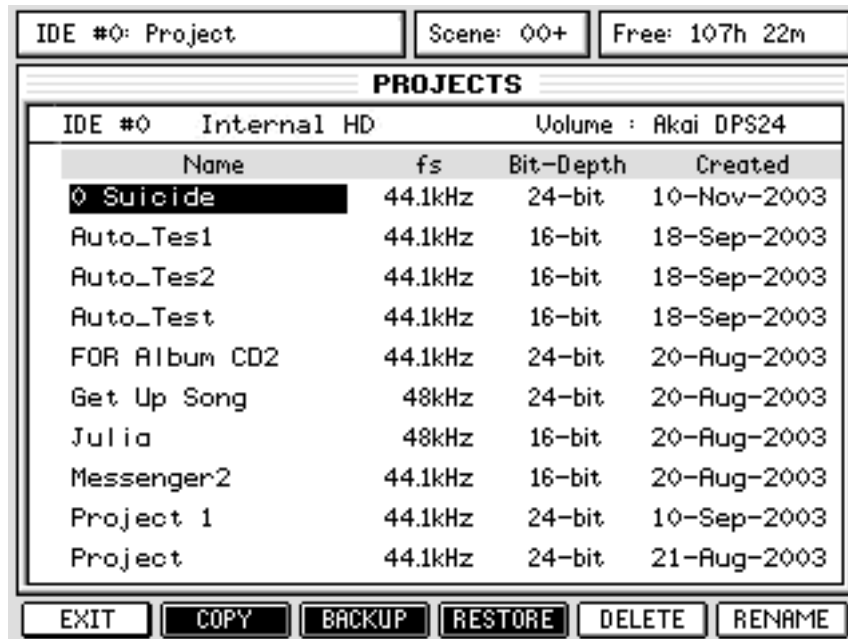 IDE #0: Project Scene: 00+ Free: 107h 22m
PROJECTS
IDE #0 Internal HD Volume : Akai DPS24
Name fs Bit-Depth Created
0 Suicide 44.1kHz 24-bit 10-Nov-2003
Auto_Tes1 44.1kHz 16-bit 18-Sep-2003
Auto_Tes2 44.1kHz 16-bit 18-Sep-2003
Auto_Test 44.1kHz 16-bit 18-Sep-2003
FOR Album CD2 44.1kHz 24-bit 20-Aug-2003
Get Up Song 48kHz 24-bit 20-Aug-2003
Julia 48kHz 16-bit 20-Aug-2003
Messenger2 44.1kHz 16-bit 20-Aug-2003
Project 1 44.1kHz 24-bit 10-Sep-2003
Project 44.1kHz 24-bit 21-Aug-2003
EXIT COPY BACKUP RESTORE DELETE RENAME